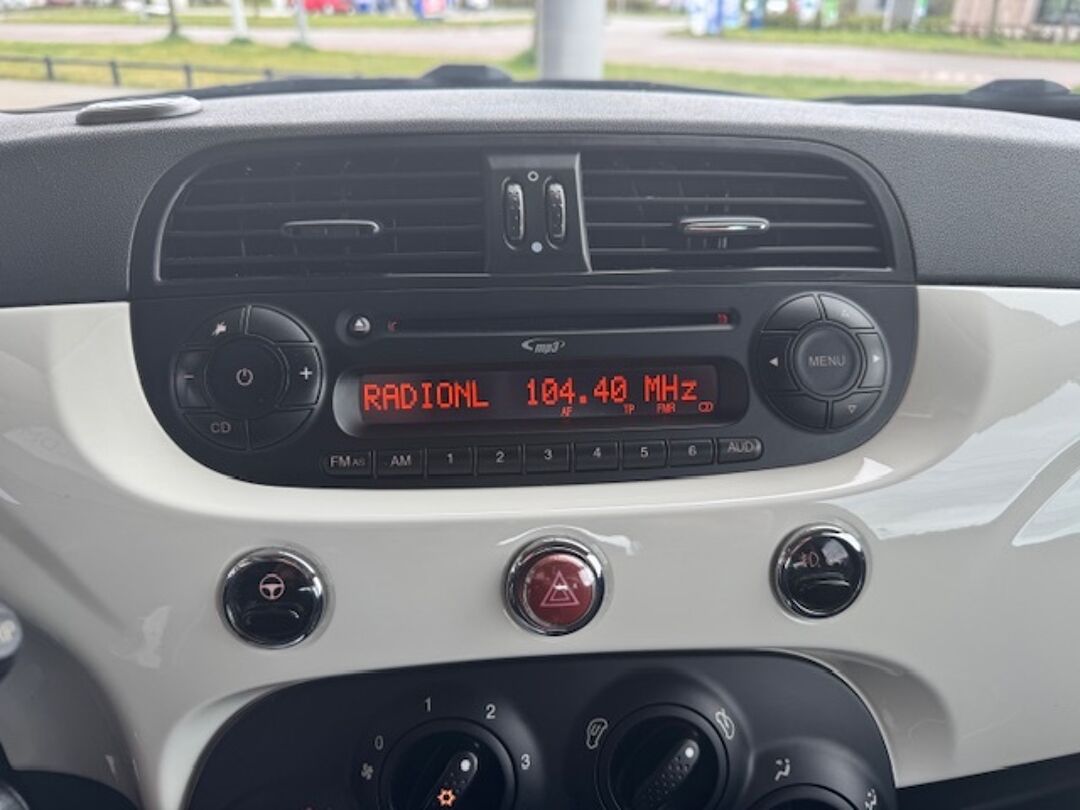 mp3
RADIONL 104.40 MHz
AF TP FMA CD
- +
MENU
CD
FM AS AM 1 2 3 4 5 6 AUD
1
2
0
3